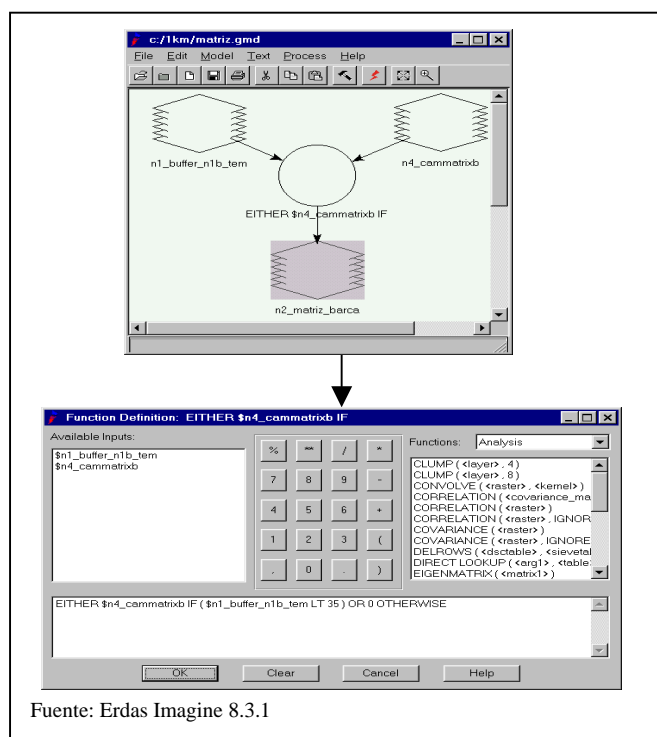 c:/1km/matriz.gmd
File Edit Model Text Process Help
n1_buffer_n1b_tem
n4_cammatrixb
EITHER $n4_cammatrixb IF
n2_matriz_barca
Function Definition: EITHER $n4_cammatrixb IF
Available Inputs:
$n1_buffer_n1b_tem
$n4_cammatrixb
% ** / *
7 8 9 -
4 5 6 +
1 2 3 (
, 0 . )
Functions: Analysis
CLUMP ( <layer> , 4 )
CLUMP ( <layer> , 8 )
CONVOLVE ( <raster> , <kernel> )
CORRELATION ( <covariance_ma
CORRELATION ( <raster> )
CORRELATION ( <raster> , IGNOR
COVARIANCE ( <raster> )
COVARIANCE ( <raster> , IGNORE
DELROWS ( <dsctable> , <sievetal
DIRECT LOOKUP ( <arg1> , <table:
EIGENMATRIX ( <matrix1> )
EITHER $n4_cammatrixb IF ( $n1_buffer_n1b_tem LT 35 ) OR 0 OTHERWISE
OK Clear Cancel Help
Fuente: Erdas Imagine 8.3.1